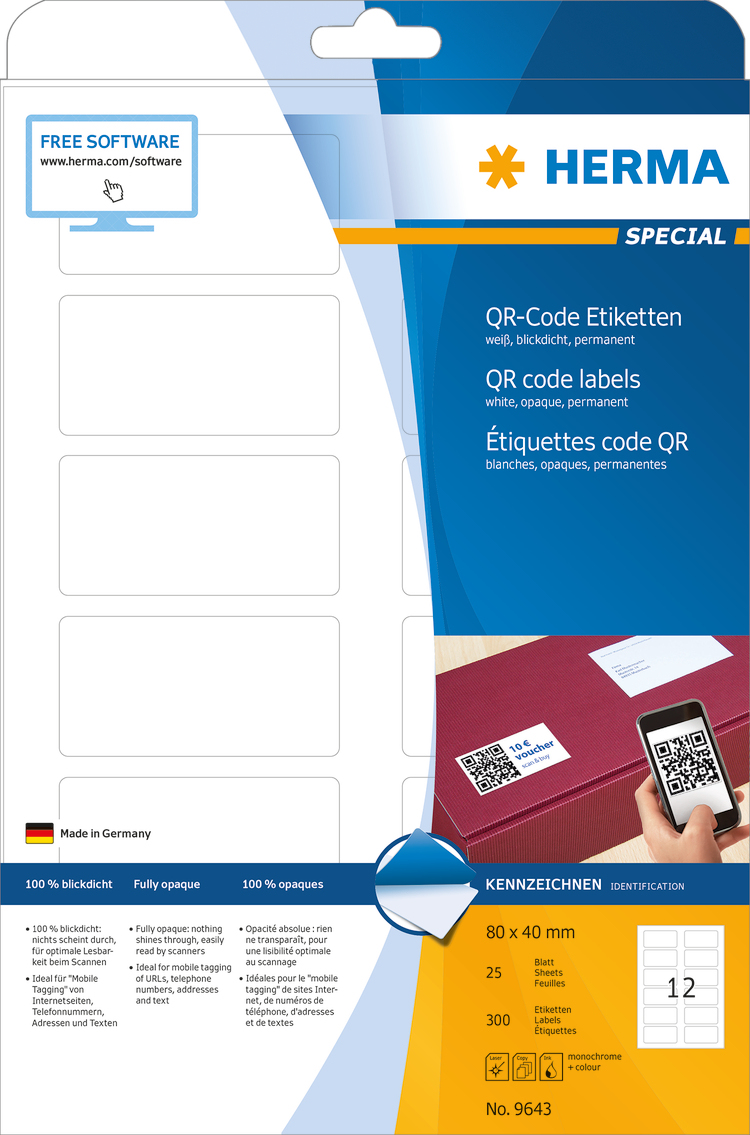 FREE SOFTWARE
www.herma.com/software
HERMA
SPECIAL
QR-Code Etiketten
weiß, blickdicht, permanent
QR code labels
white, opaque, permanent
Étiquettes code QR
blanches, opaques, permanentes
10 €
voucher
scan & buy
Made in Germany
100 % blickdicht
Fully opaque
100 % opaques
KENNZEICHNEN IDENTIFICATION
• 100 % blickdicht:
nichts scheint durch,
für optimale Lesbar-
keit beim Scannen
• Ideal für "Mobile
Tagging" von
Internetseiten,
Telefonnummern,
Adressen und Texten
• Fully opaque: nothing
shines through, easily
read by scanners
• Ideal for mobile tagging
of URLs, telephone
numbers, addresses
and text
• Opacité absolue : rien
ne transparaît, pour
une lisibilité optimale
au scannage
• Idéales pour le "mobile
tagging" de sites Inter-
net, de numéros de
téléphone, d'adresses
et de textes
80 x 40 mm
25
Blatt
Sheets
Feuilles
300
Etiketten
Labels
Étiquettes
12
Laser
Copy
Ink
monochrome
+ colour
No. 9643